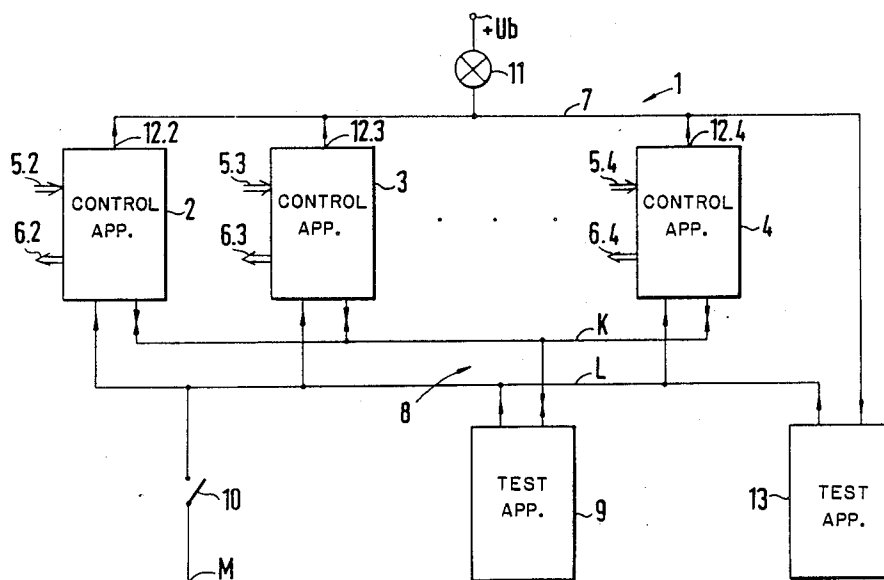 +Ub
11
7
1
12.2
12.3
12.4
5.2
CONTROL
APP.
2
6.2
5.3
CONTROL
APP.
3
6.3
5.4
CONTROL
APP.
4
6.4
K
L
8
10
M
TEST
APP.
9
13
TEST
APP.